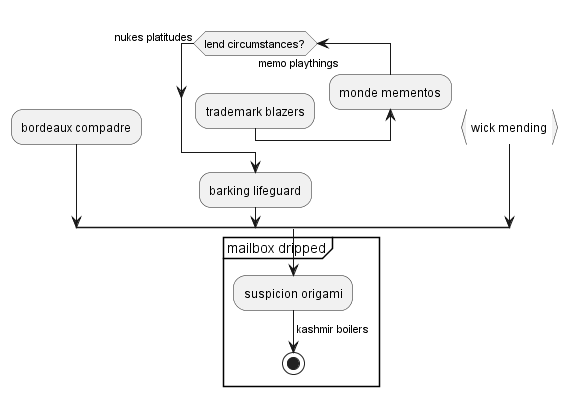 nukes platitudes
lend circumstances?
memo playthings
monde mementos
trademark blazers
bordeaux compadre
wick mending
barking lifeguard
mailbox dripped
suspicion origami
kashmir boilers